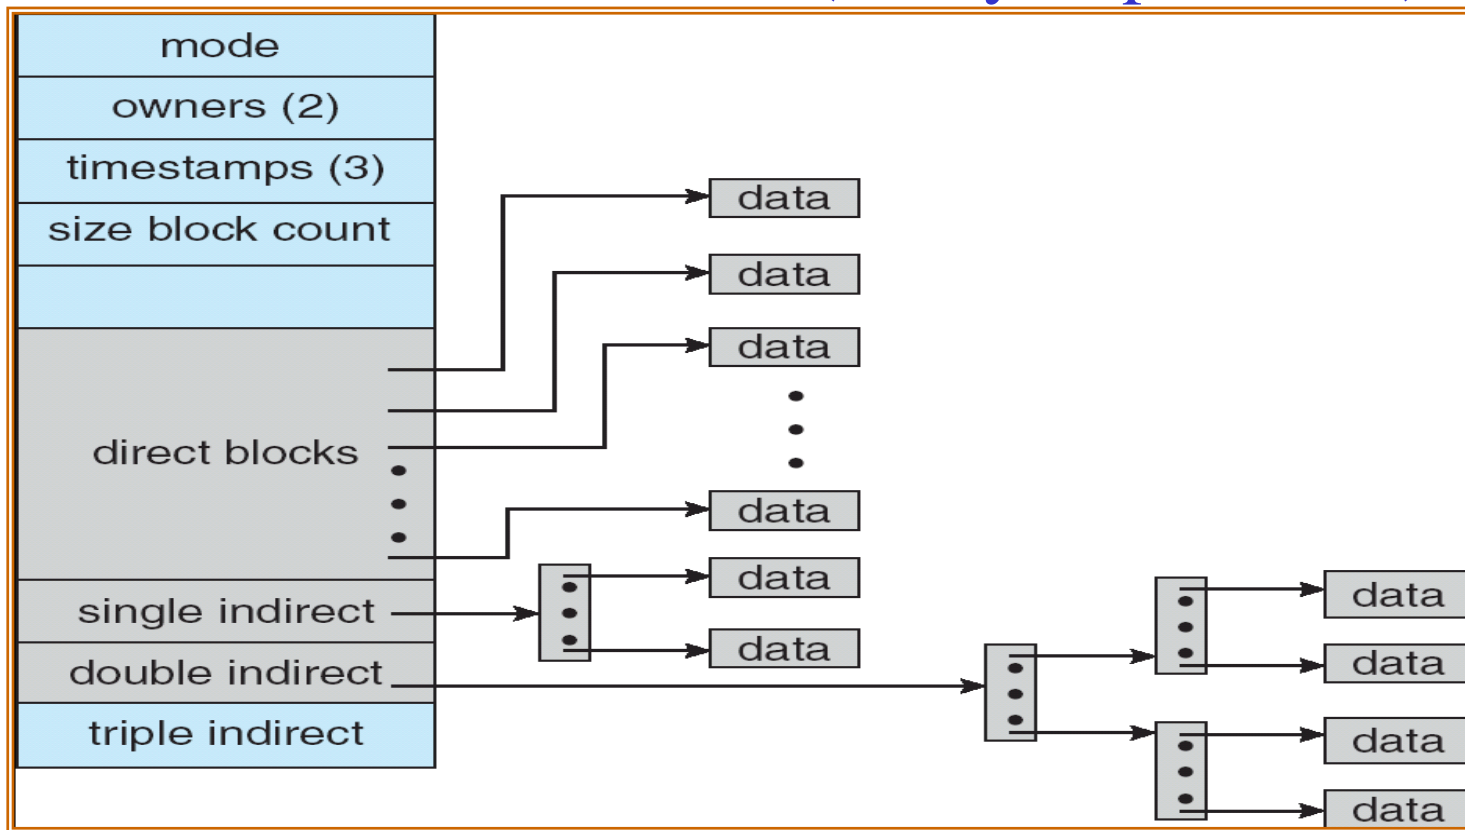 mode
owners (2)
timestamps (3)
size block count
direct blocks
single indirect
double indirect
triple indirect
data
data
data
data
data
data
data
data
data
data